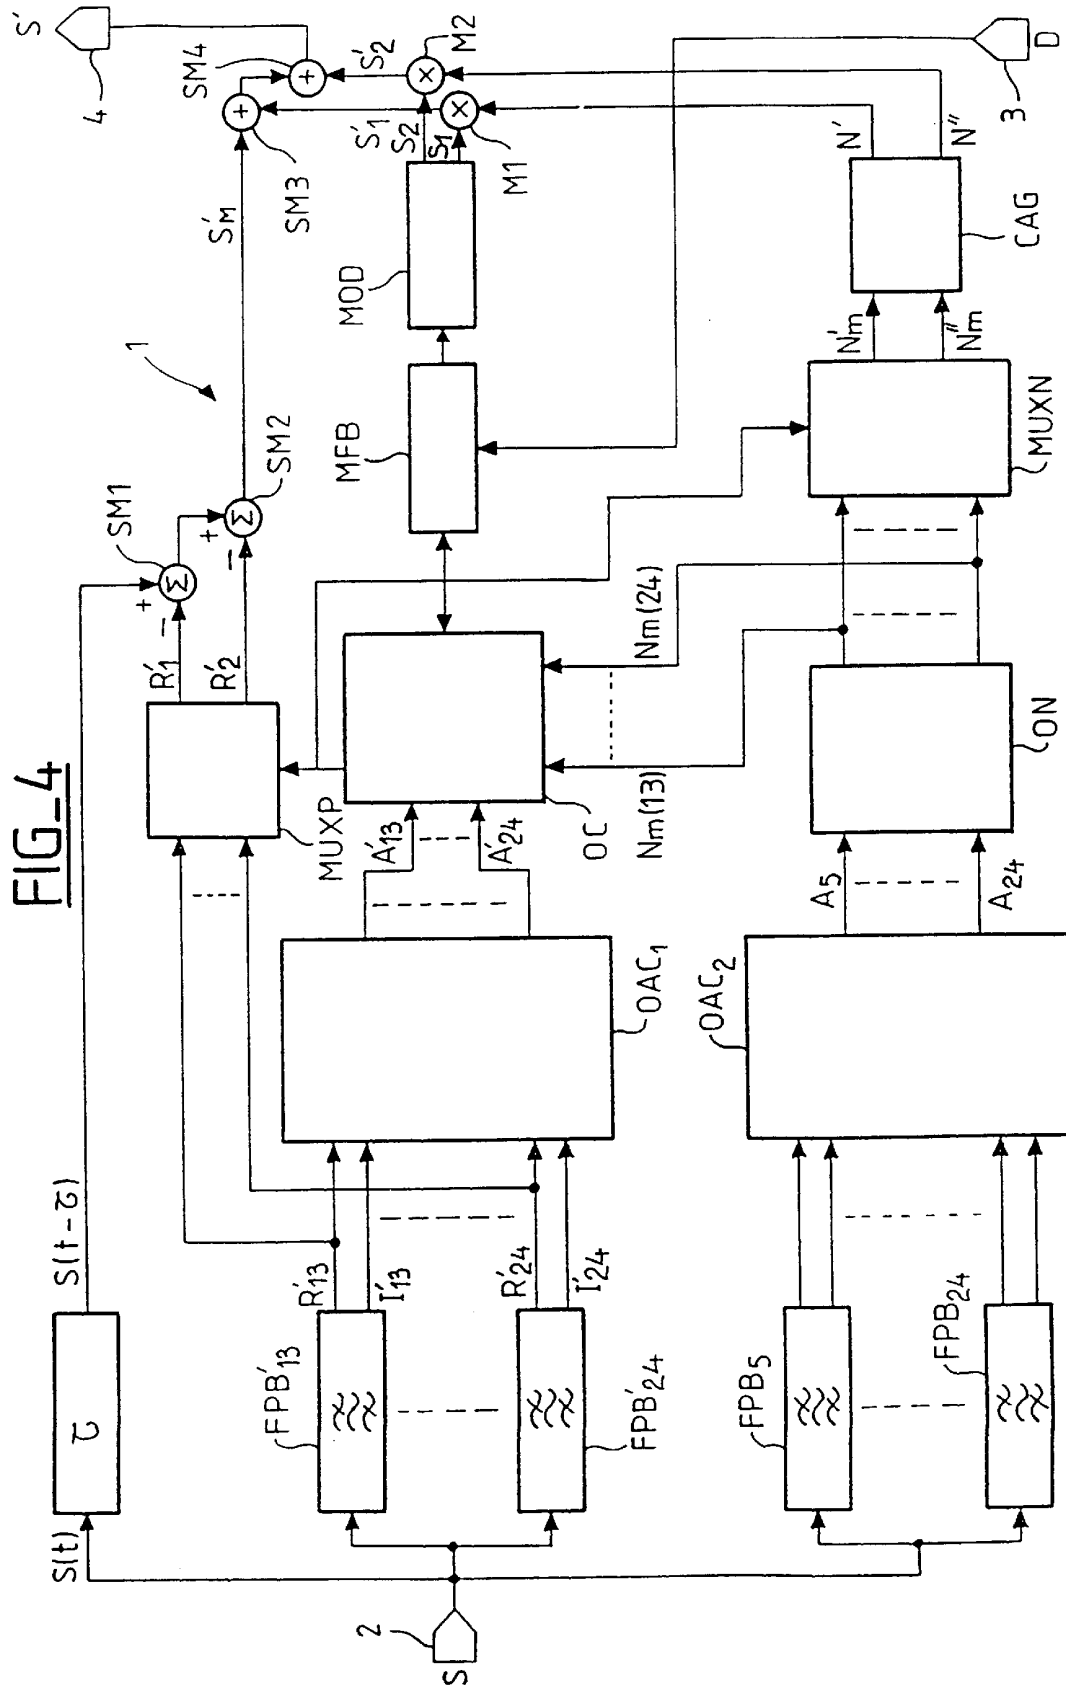 FIG_4
S(t)
τ
S(t-τ)
SM1
+
−
Σ
SM2
+
−
Σ
1
S'M
SM3
+
SM4
+
4
S'
R'1
R'2
MUXP
2
S
FPB'13
R'13
I'13
FPB'24
R'24
I'24
OAC1
A'13
A'24
OC
MFB
MOD
S1
S2
S'1
S'2
M1
×
M2
×
Nm(13)
Nm(24)
FPB5
FPB24
OAC2
A5
A24
ON
MUXN
N'm
N"m
CAG
N'
N"
3
D